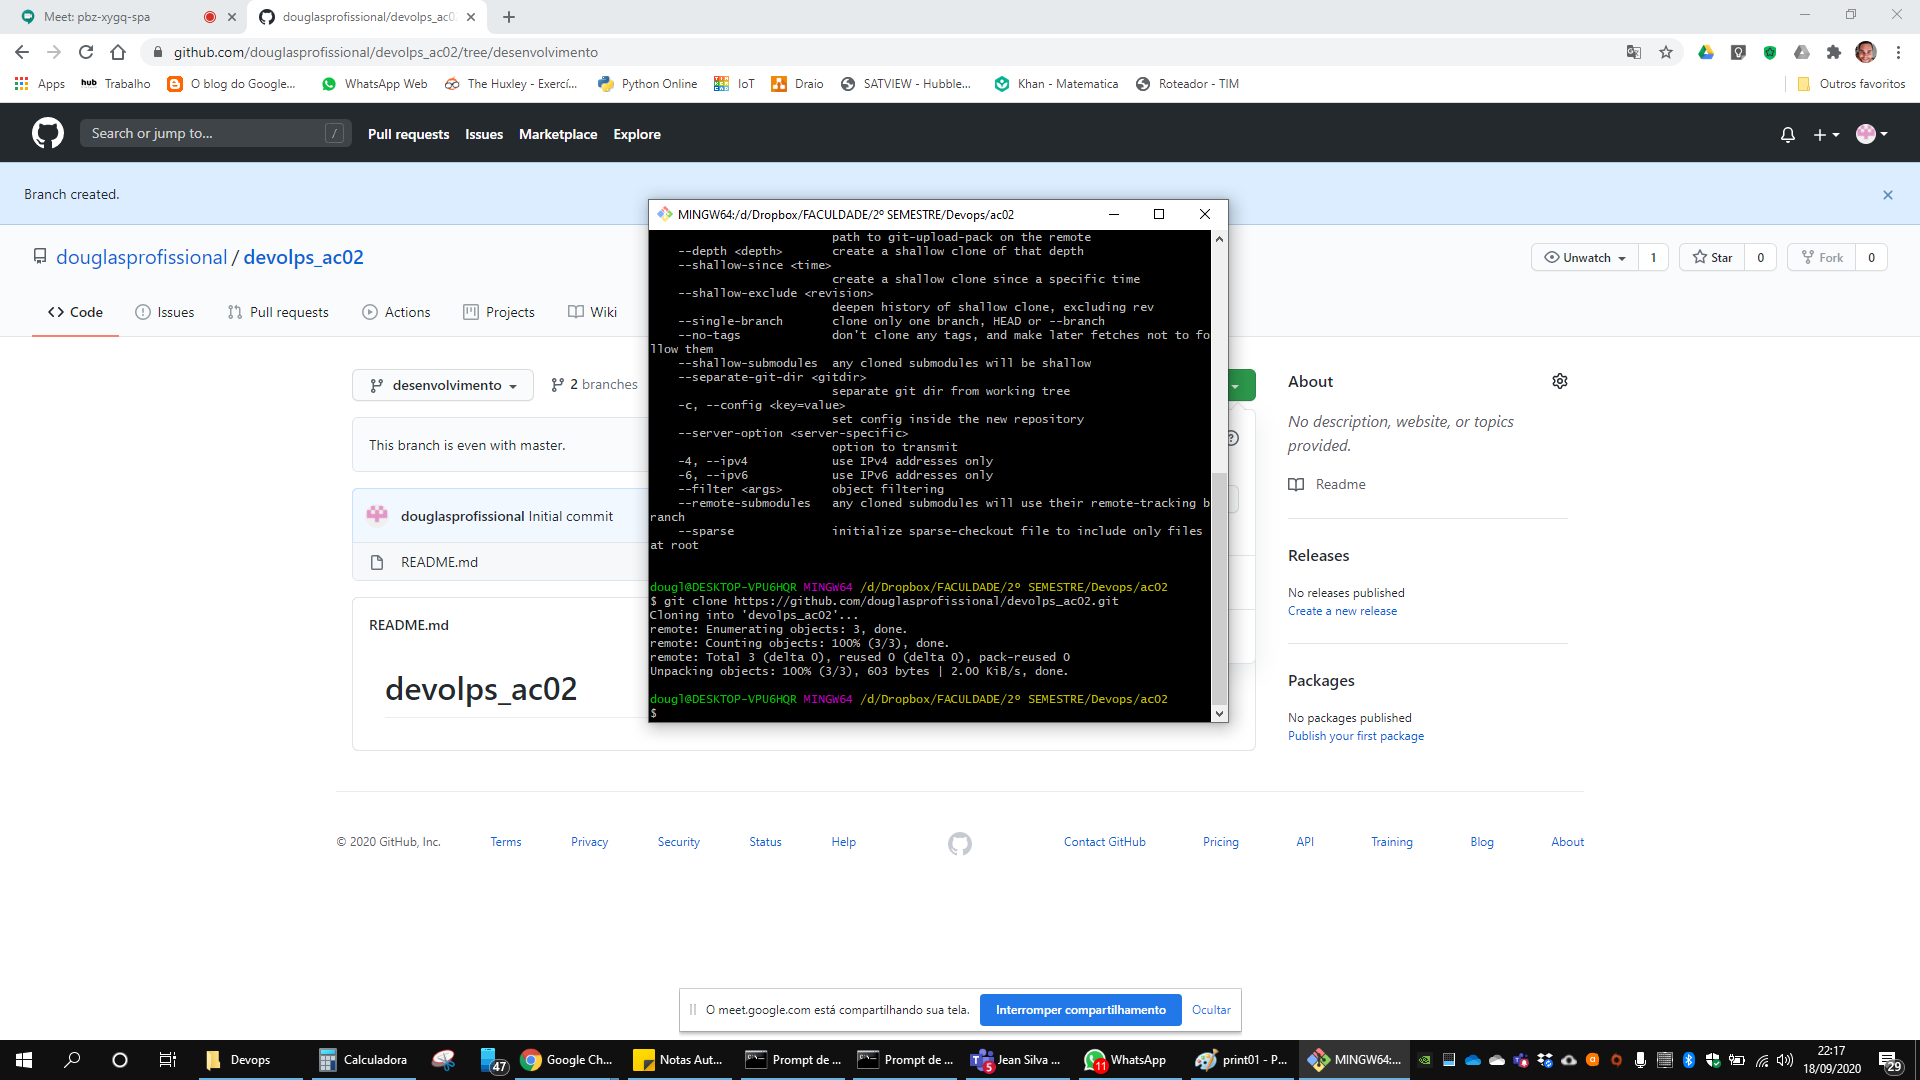 Meet: pbz-xygq-spa
douglasprofissional/devolps_ac02
github.com/douglasprofissional/devolps_ac02/tree/desenvolvimento
Apps
hub Trabalho
O blog do Google...
WhatsApp Web
The Huxley - Exercí...
Python Online
IoT
Draio
SATVIEW - Hubble...
Khan - Matematica
Roteador - TIM
Outros favoritos
Search or jump to...
/
Pull requests
Issues
Marketplace
Explore
Branch created.
douglasprofissional / devolps_ac02
Unwatch 1
Star 0
Fork 0
Code
Issues
Pull requests
Actions
Projects
Wiki
desenvolvimento
2 branches
This branch is even with master.
douglasprofissional Initial commit
README.md
README.md
devolps_ac02
MINGW64:/d/Dropbox/FACULDADE/2º SEMESTRE/Devops/ac02
path to git-upload-pack on the remote
--depth <depth> create a shallow clone of that depth
--shallow-since <time>
create a shallow clone since a specific time
--shallow-exclude <revision>
deepen history of shallow clone, excluding rev
--single-branch clone only one branch, HEAD or --branch
--no-tags don't clone any tags, and make later fetches not to fo
llow them
--shallow-submodules any cloned submodules will be shallow
--separate-git-dir <gitdir>
separate git dir from working tree
-c, --config <key=value>
set config inside the new repository
--server-option <server-specific>
option to transmit
-4, --ipv4 use IPv4 addresses only
-6, --ipv6 use IPv6 addresses only
--filter <args> object filtering
--remote-submodules any cloned submodules will use their remote-tracking b
ranch
--sparse initialize sparse-checkout file to include only files
at root
dougl@DESKTOP-VPU6HQR MINGW64 /d/Dropbox/FACULDADE/2º SEMESTRE/Devops/ac02
$ git clone https://github.com/douglasprofissional/devolps_ac02.git
Cloning into 'devolps_ac02'...
remote: Enumerating objects: 3, done.
remote: Counting objects: 100% (3/3), done.
remote: Total 3 (delta 0), reused 0 (delta 0), pack-reused 0
Unpacking objects: 100% (3/3), 603 bytes | 2.00 KiB/s, done.
dougl@DESKTOP-VPU6HQR MINGW64 /d/Dropbox/FACULDADE/2º SEMESTRE/Devops/ac02
$
About
No description, website, or topics
provided.
Readme
Releases
No releases published
Create a new release
Packages
No packages published
Publish your first package
© 2020 GitHub, Inc.
Terms
Privacy
Security
Status
Help
Contact GitHub
Pricing
API
Training
Blog
About
O meet.google.com está compartilhando sua tela.
Interromper compartilhamento
Ocultar
Devops
Calculadora
47
Google Ch...
Notas Aut...
Prompt de ...
Prompt de ...
5
Jean Silva ...
11
WhatsApp
print01 - P...
MINGW64:...
22:17
18/09/2020
29